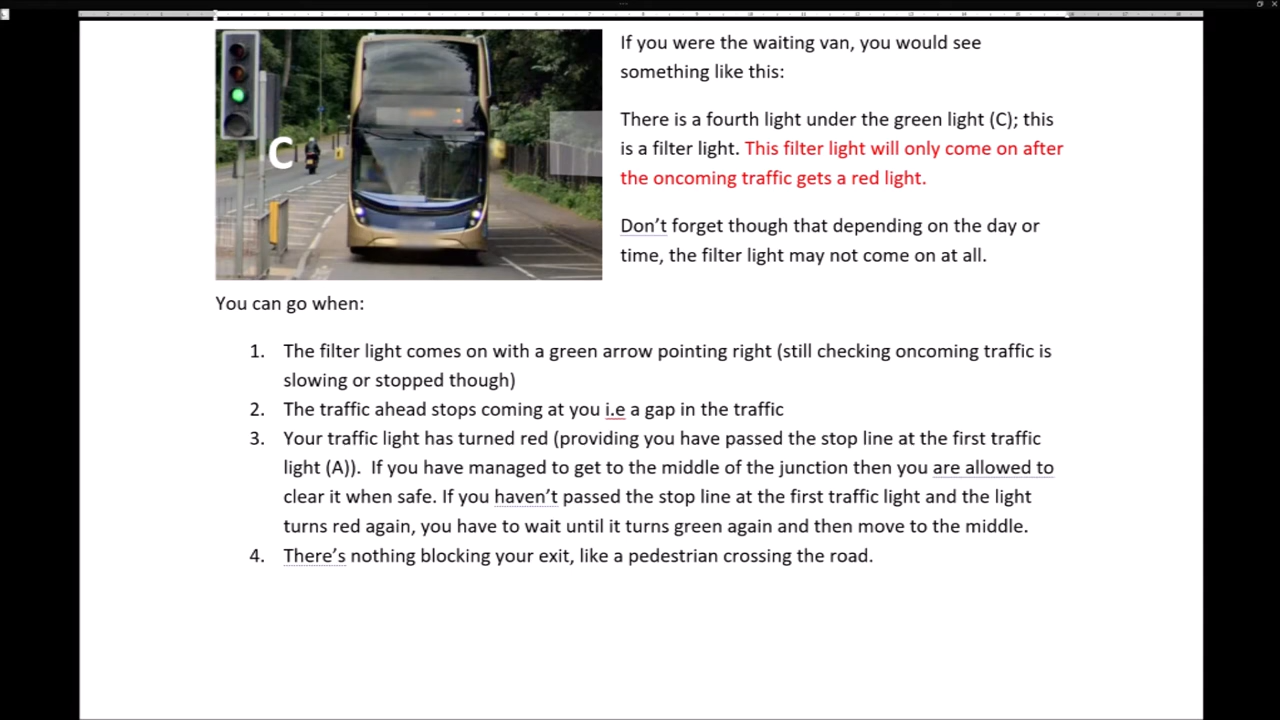 If you were the waiting van, you would see
something like this:
There is a fourth light under the green light (C); this
is a filter light. This filter light will only come on after
the oncoming traffic gets a red light.
Don't forget though that depending on the day or
time, the filter light may not come on at all.
C
You can go when:
1. The filter light comes on with a green arrow pointing right (still checking oncoming traffic is
slowing or stopped though)
2. The traffic ahead stops coming at you i.e a gap in the traffic
3. Your traffic light has turned red (providing you have passed the stop line at the first traffic
light (A)). If you have managed to get to the middle of the junction then you are allowed to
clear it when safe. If you haven't passed the stop line at the first traffic light and the light
turns red again, you have to wait until it turns green again and then move to the middle.
4. There's nothing blocking your exit, like a pedestrian crossing the road.